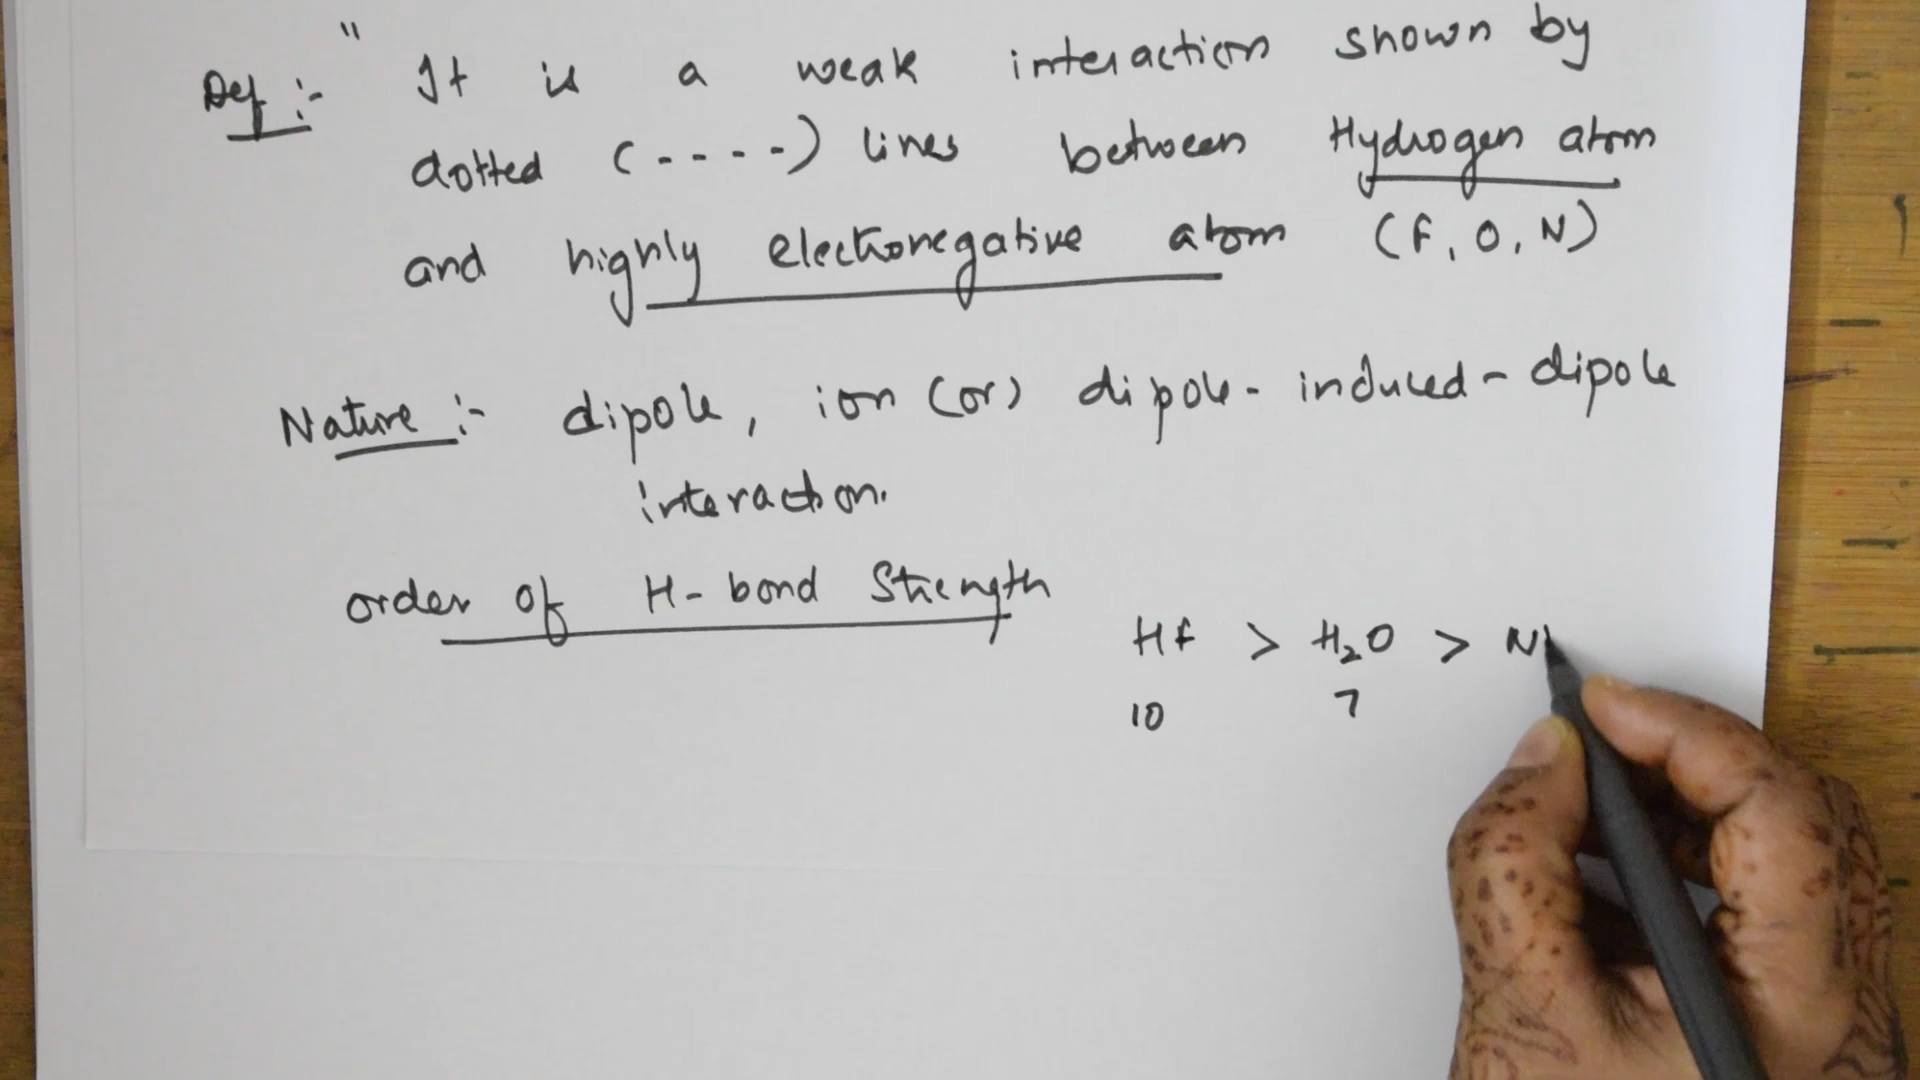 Def :- " It is a weak interaction shown by
dotted (----) lines between Hydrogen atom
and highly electronegative atom (F, O, N)
Nature :- dipole, ion (or) dipole-induced-dipole
interaction.
order of H-bond Strength
HF > H2O > N
10 7